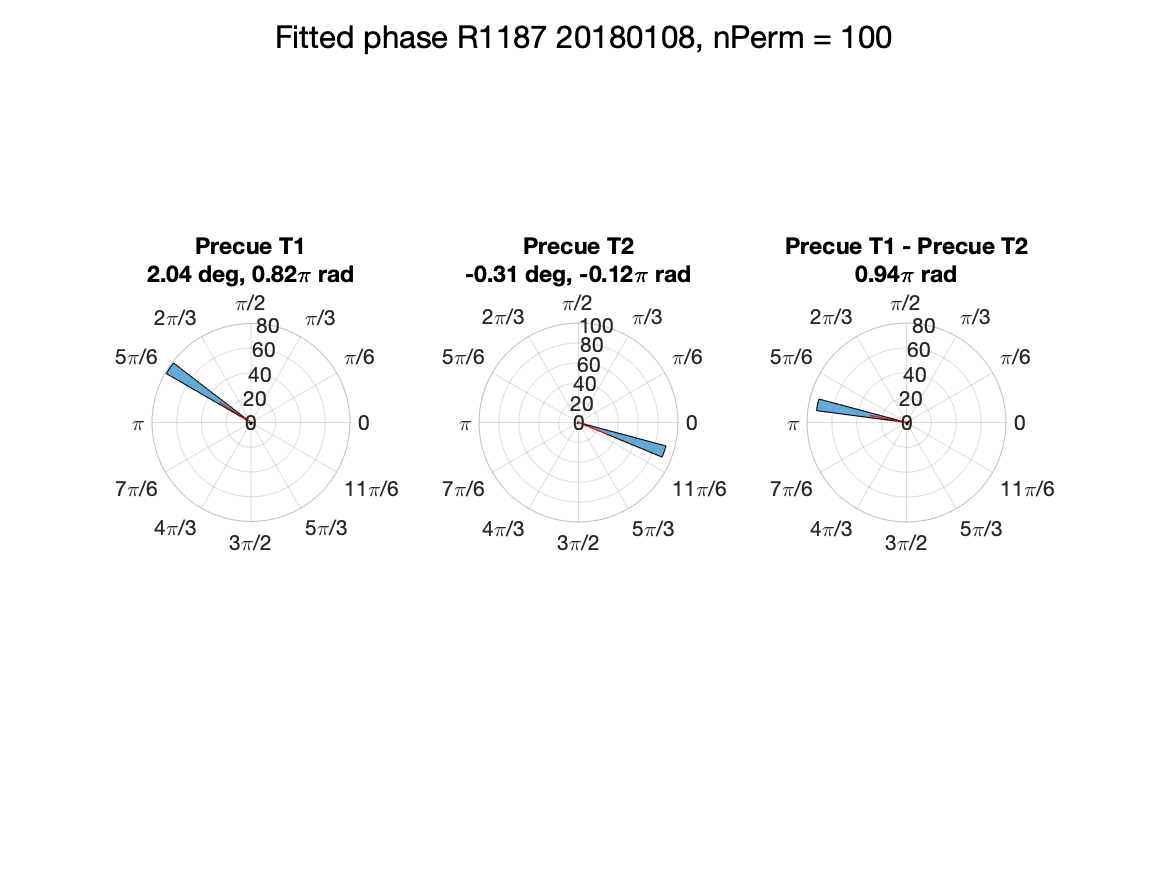 Fitted phase R1187 20180108, nPerm = 100
Precue T1
2.04 deg, 0.82π rad
π/2
2π/3
80
π/3
60
5π/6
π/6
40
20
π
0
0
7π/6
11π/6
4π/3
5π/3
3π/2
Precue T2
-0.31 deg, -0.12π rad
π/2
2π/3
100
π/3
80
5π/6
60
π/6
40
20
π
0
0
7π/6
11π/6
4π/3
5π/3
3π/2
Precue T1 - Precue T2
0.94π rad
π/2
2π/3
80
π/3
60
5π/6
π/6
40
20
π
0
0
7π/6
11π/6
4π/3
5π/3
3π/2